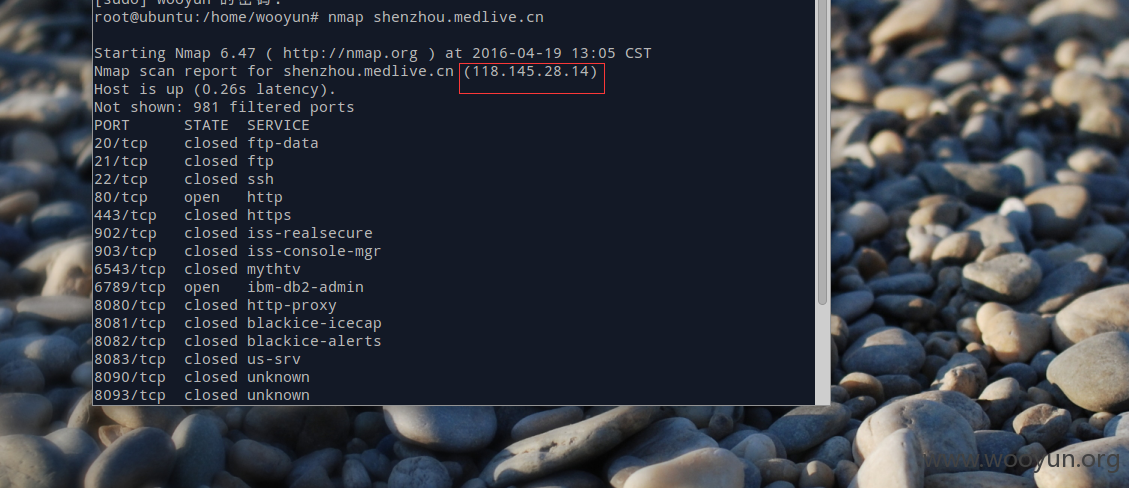 [sudo] wooyun 的密码:
root@ubuntu:/home/wooyun# nmap shenzhou.medlive.cn
Starting Nmap 6.47 ( http://nmap.org ) at 2016-04-19 13:05 CST
Nmap scan report for shenzhou.medlive.cn (118.145.28.14)
Host is up (0.26s latency).
Not shown: 981 filtered ports
PORT STATE SERVICE
20/tcp closed ftp-data
21/tcp closed ftp
22/tcp closed ssh
80/tcp open http
443/tcp closed https
902/tcp closed iss-realsecure
903/tcp closed iss-console-mgr
6543/tcp closed mythtv
6789/tcp open ibm-db2-admin
8080/tcp closed http-proxy
8081/tcp closed blackice-icecap
8082/tcp closed blackice-alerts
8083/tcp closed us-srv
8090/tcp closed unknown
8093/tcp closed unknown
www.wooyun.org